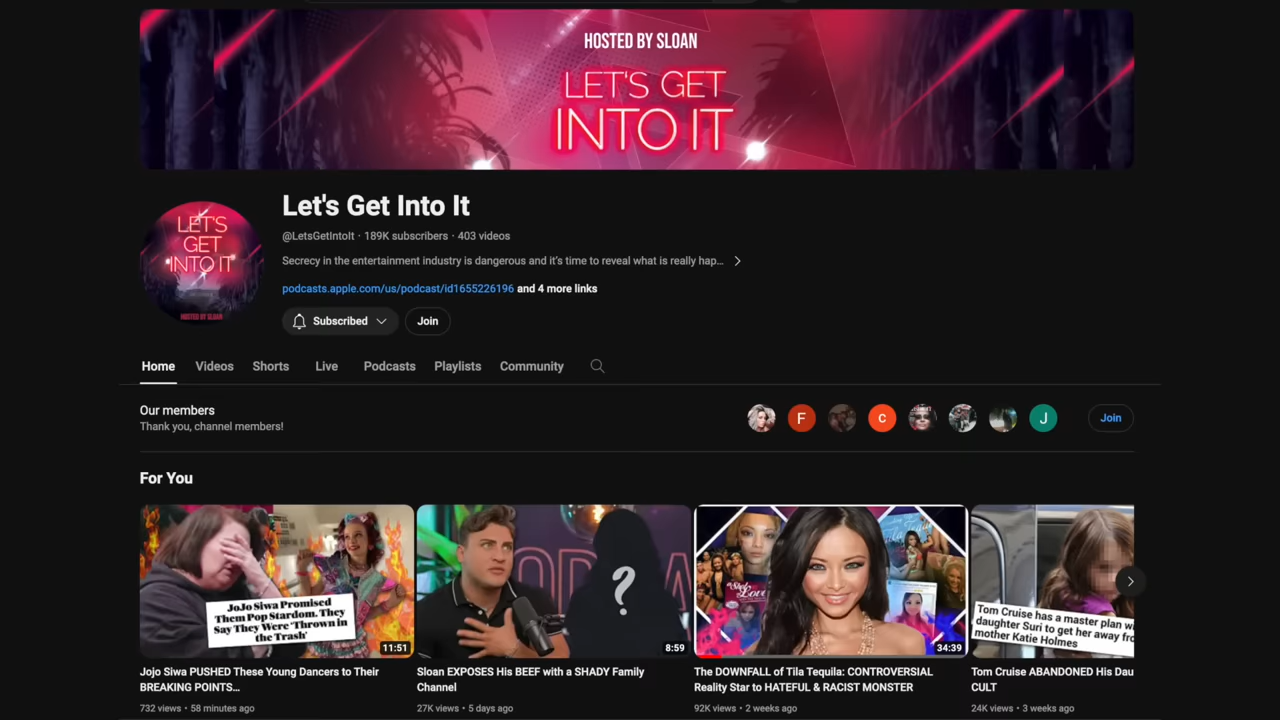 HOSTED BY SLOAN
LET'S GET
INTO IT
LET'S
GET
INTO IT
HOSTED BY SLOAN
Let's Get Into It
@LetsGetIntoIt · 189K subscribers · 403 videos
Secrecy in the entertainment industry is dangerous and it's time to reveal what is really hap...
podcasts.apple.com/us/podcast/id1655226196 and 4 more links
Subscribed
Join
Home
Videos
Shorts
Live
Podcasts
Playlists
Community
Our members
Thank you, channel members!
F
C
J
Join
For You
JoJo Siwa Promised
Them Pop Stardom. They
Say They Were 'Thrown in
the Trash'
11:51
Jojo Siwa PUSHED These Young Dancers to Their
BREAKING POINTS...
732 views • 58 minutes ago
?
8:59
Sloan EXPOSES His BEEF with a SHADY Family
Channel
27K views • 5 days ago
34:39
The DOWNFALL of Tila Tequila: CONTROVERSIAL
Reality Star to HATEFUL & RACIST MONSTER
92K views • 2 weeks ago
Tom Cruise has a master plan w
daughter Suri to get her away fr
mother Katie Holmes
Tom Cruise ABANDONED His Dau
CULT
24K views • 3 weeks ago